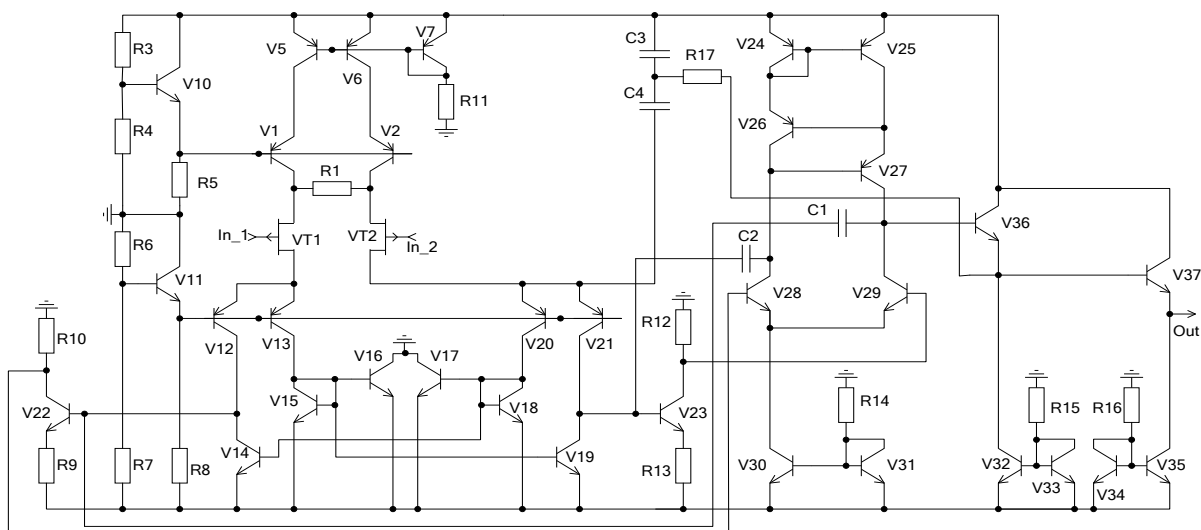 R3
V10
R4
R5
R6
V11
R10
V22
R9
R7
R8
V5
V6
V7
R11
V1
V2
R1
In_1
VT1
VT2
In_2
V12
V13
V14
V15
V16
V17
V18
V19
V20
V21
C3
R17
C4
V24
V25
V26
V27
C1
C2
V28
V29
R12
V23
R13
R14
V30
V31
V36
V37
Out
R15
R16
V32
V33
V34
V35